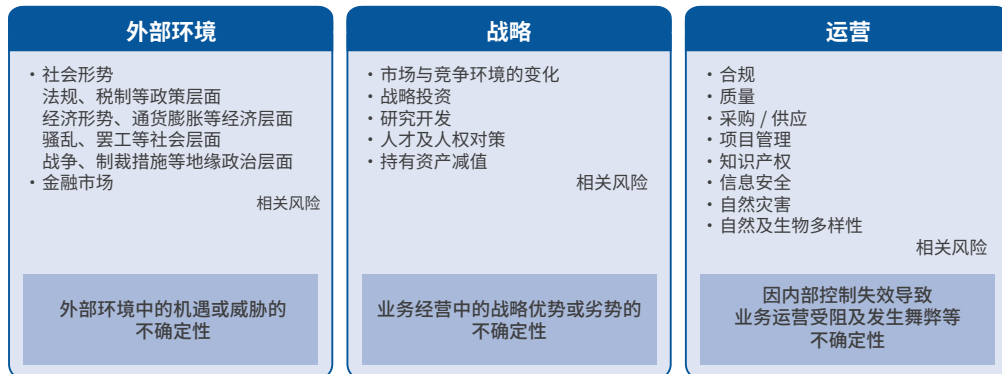 外部环境
・社会形势
法规、税制等政策层面
经济形势、通货膨胀等经济层面
骚乱、罢工等社会层面
战争、制裁措施等地缘政治层面
・金融市场
相关风险
外部环境中的机遇或威胁的
不确定性
战略
・市场与竞争环境的变化
・战略投资
・研究开发
・人才及人权对策
・持有资产减值
相关风险
业务经营中的战略优势或劣势的
不确定性
运营
・合规
・质量
・采购 / 供应
・项目管理
・知识产权
・信息安全
・自然灾害
・自然及生物多样性
相关风险
因内部控制失效导致
业务运营受阻及发生舞弊等
不确定性